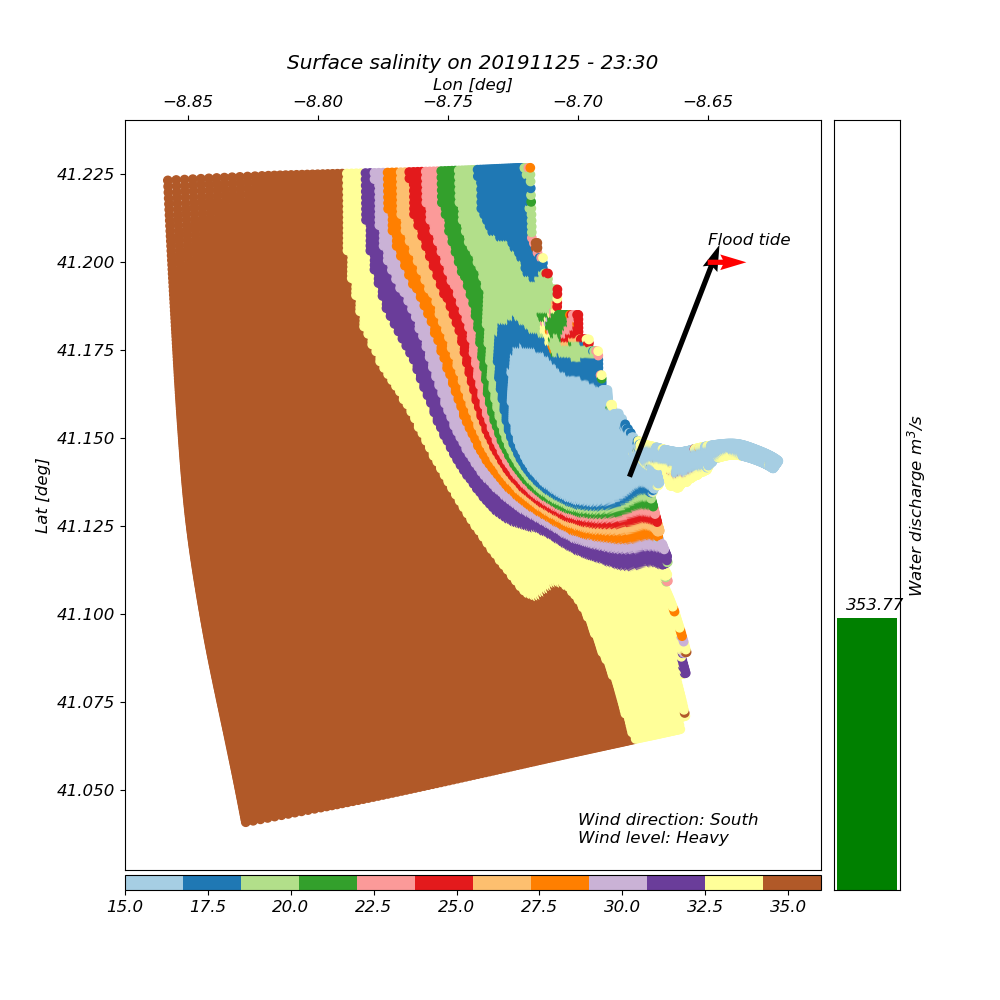 Surface salinity on 20191125 - 23:30
Lon [deg]
−8.85 −8.80 −8.75 −8.70 −8.65
41.225
41.200
41.175
41.150
41.125
41.100
41.075
41.050
Lat [deg]
Flood tide
Wind direction: South
Wind level: Heavy
15.0 17.5 20.0 22.5 25.0 27.5 30.0 32.5 35.0
353.77
Water discharge m³/s